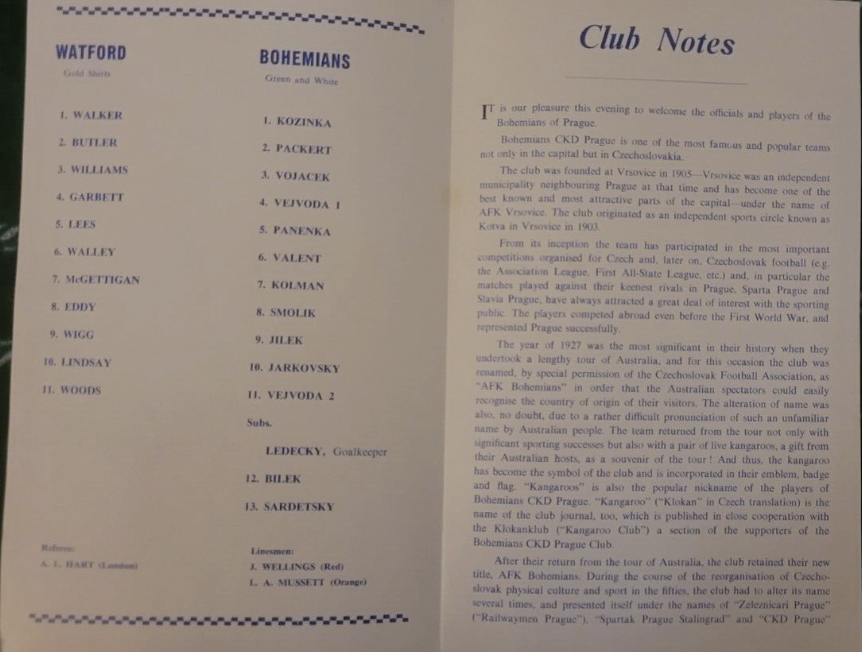 WATFORD
Gold Shirts
1. WALKER
2. BUTLER
3. WILLIAMS
4. GARBETT
5. LEES
6. WALLEY
7. McGETTIGAN
8. EDDY
9. WIGG
10. LINDSAY
11. WOODS
Referee:
A. L. HART (London)
BOHEMIANS
Green and White
1. KOZINKA
2. PACKERT
3. VOJACEK
4. VEJVODA 1
5. PANENKA
6. VALENT
7. KOLMAN
8. SMOLIK
9. JILEK
10. JARKOVSKY
11. VEJVODA 2
Subs.
LEDECKY, Goalkeeper
12. BILEK
13. SARDETSKY
Linesmen:
J. WELLINGS (Red)
L. A. MUSSETT (Orange)
Club Notes
IT is our pleasure this evening to welcome the officials and players of the
Bohemians of Prague.
Bohemians CKD Prague is one of the most famous and popular teams
not only in the capital but in Czechoslovakia.
The club was founded at Vrsovice in 1905—Vrsovice was an independent
municipality neighbouring Prague at that time and has become one of the
best known and most attractive parts of the capital—under the name of
AFK Vrsovice. The club originated as an independent sports circle known as
Kotva in Vrsovice in 1903.
From its inception the team has participated in the most important
competitions organised for Czech and, later on, Czechoslovak football (e.g.
the Association League, First All-State League, etc.) and, in particular the
matches played against their keenest rivals in Prague, Sparta Prague and
Slavia Prague, have always attracted a great deal of interest with the sporting
public. The players competed abroad even before the First World War, and
represented Prague successfully.
The year of 1927 was the most significant in their history when they
undertook a lengthy tour of Australia, and for this occasion the club was
renamed, by special permission of the Czechoslovak Football Association, as
"AFK Bohemians" in order that the Australian spectators could easily
recognise the country of origin of their visitors. The alteration of name was
also, no doubt, due to a rather difficult pronunciation of such an unfamiliar
name by Australian people. The team returned from the tour not only with
significant sporting successes but also with a pair of live kangaroos, a gift from
their Australian hosts, as a souvenir of the tour! And thus, the kangaroo
has become the symbol of the club and is incorporated in their emblem, badge
and flag. "Kangaroos" is also the popular nickname of the players of
Bohemians CKD Prague. "Kangaroo" ("Klokan" in Czech translation) is the
name of the club journal, too, which is published in close cooperation with
the Klokanklub ("Kangaroo Club") a section of the supporters of the
Bohemians CKD Prague Club.
After their return from the tour of Australia, the club retained their new
title, AFK Bohemians. During the course of the reorganisation of Czecho-
slovak physical culture and sport in the fifties, the club had to alter its name
several times, and presented itself under the names of "Zeleznicari Prague"
("Railwaymen Prague"), "Spartak Prague Stalingrad" and "CKD Prague"